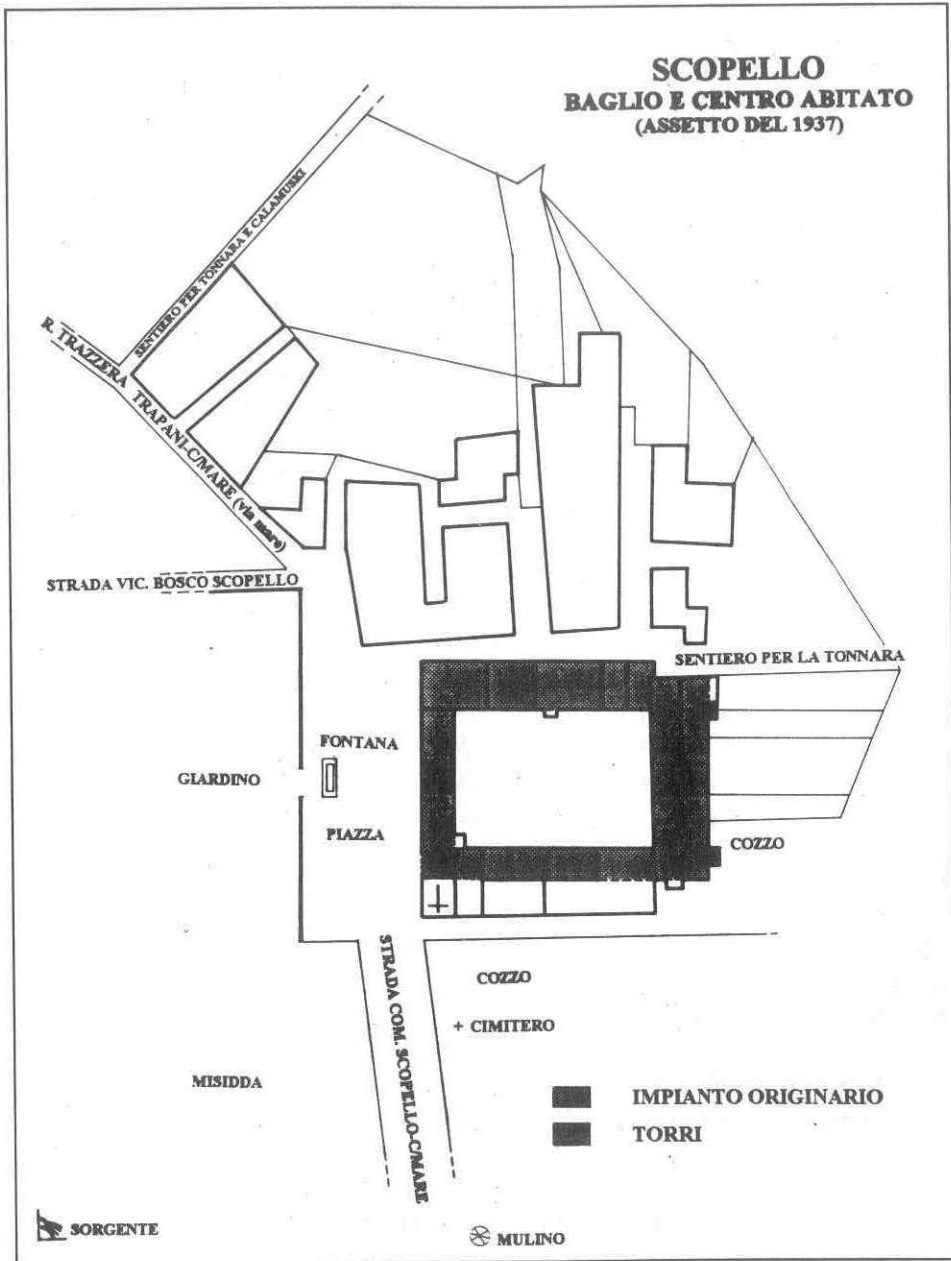 SCOPELLO
BAGLIO E CENTRO ABITATO
(ASSETTO DEL 1937)
SENTIERO PER TONNARA E CALAMUSKI
R. TRAZZERA TRAPANI-C/MARE (via mare)
STRADA VIC. BOSCO SCOPELLO
SENTIERO PER LA TONNARA
FONTANA
GIARDINO
PIAZZA
COZZO
STRADA COM. SCOPELLO-C/MARE
COZZO
+ CIMITERO
MISIDDA
IMPIANTO ORIGINARIO
TORRI
SORGENTE
MULINO